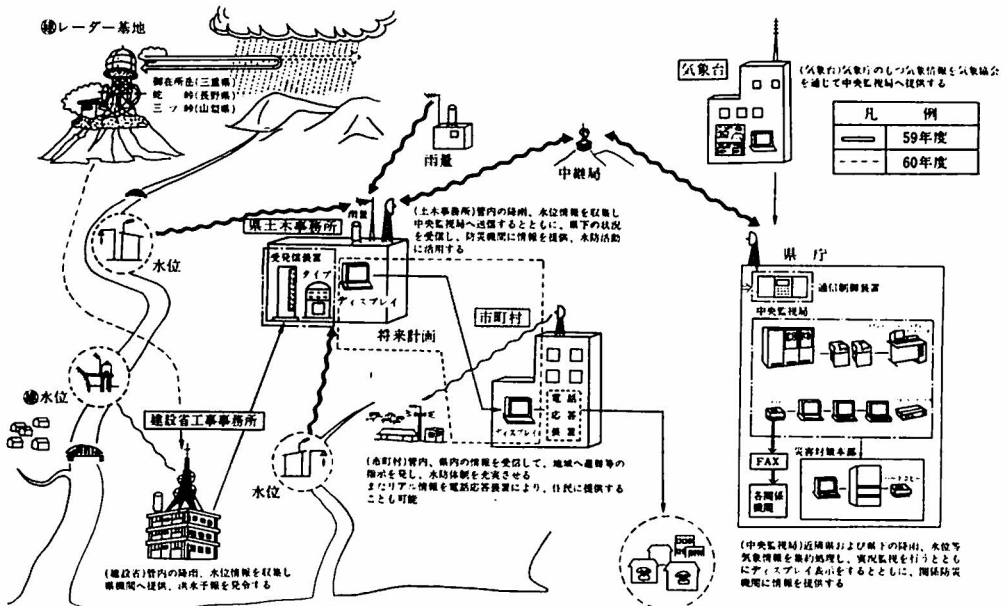 建レーダー基地
御在所岳(三重県)
蛇 峠(長野県)
三ツ峠(山梨県)
雨量
中継局
気象台
(気象台)気象庁のもつ気象情報を気象協会
を通じて中央監視局へ提供する
凡 例
59年度
60年度
水位
県土木事務所
雨量
(土木事務所)管内の降雨、水位情報を収集し
中央監視局へ送信するとともに、県下の状況
を受信し、防災機関に情報を提供、水防活動
に活用する
受発信装置
タイプ
ディスプレイ
将来計画
市町村
ディスプレイ
電話
応答
装置
県 庁
通信制御装置
中央監視局
災害対策本部
FAX
各関係
機関
建水位
建設省工事事務所
水位
(市町村)管内、県内の情報を受信して、地域へ避難等の
指示を発し、水防体制を充実させる
またリアル情報を電話応答装置により、住民に提供する
ことも可能
(建設省)管内の降雨、水位情報を収集し
県機関へ提供、洪水予報を発令する
(中央監視局)近隣県および県下の降雨、水位等
気象情報を集約処理し、実況監視を行うととも
にディスプレイ表示をするとともに、関係防災
機関に情報を提供する